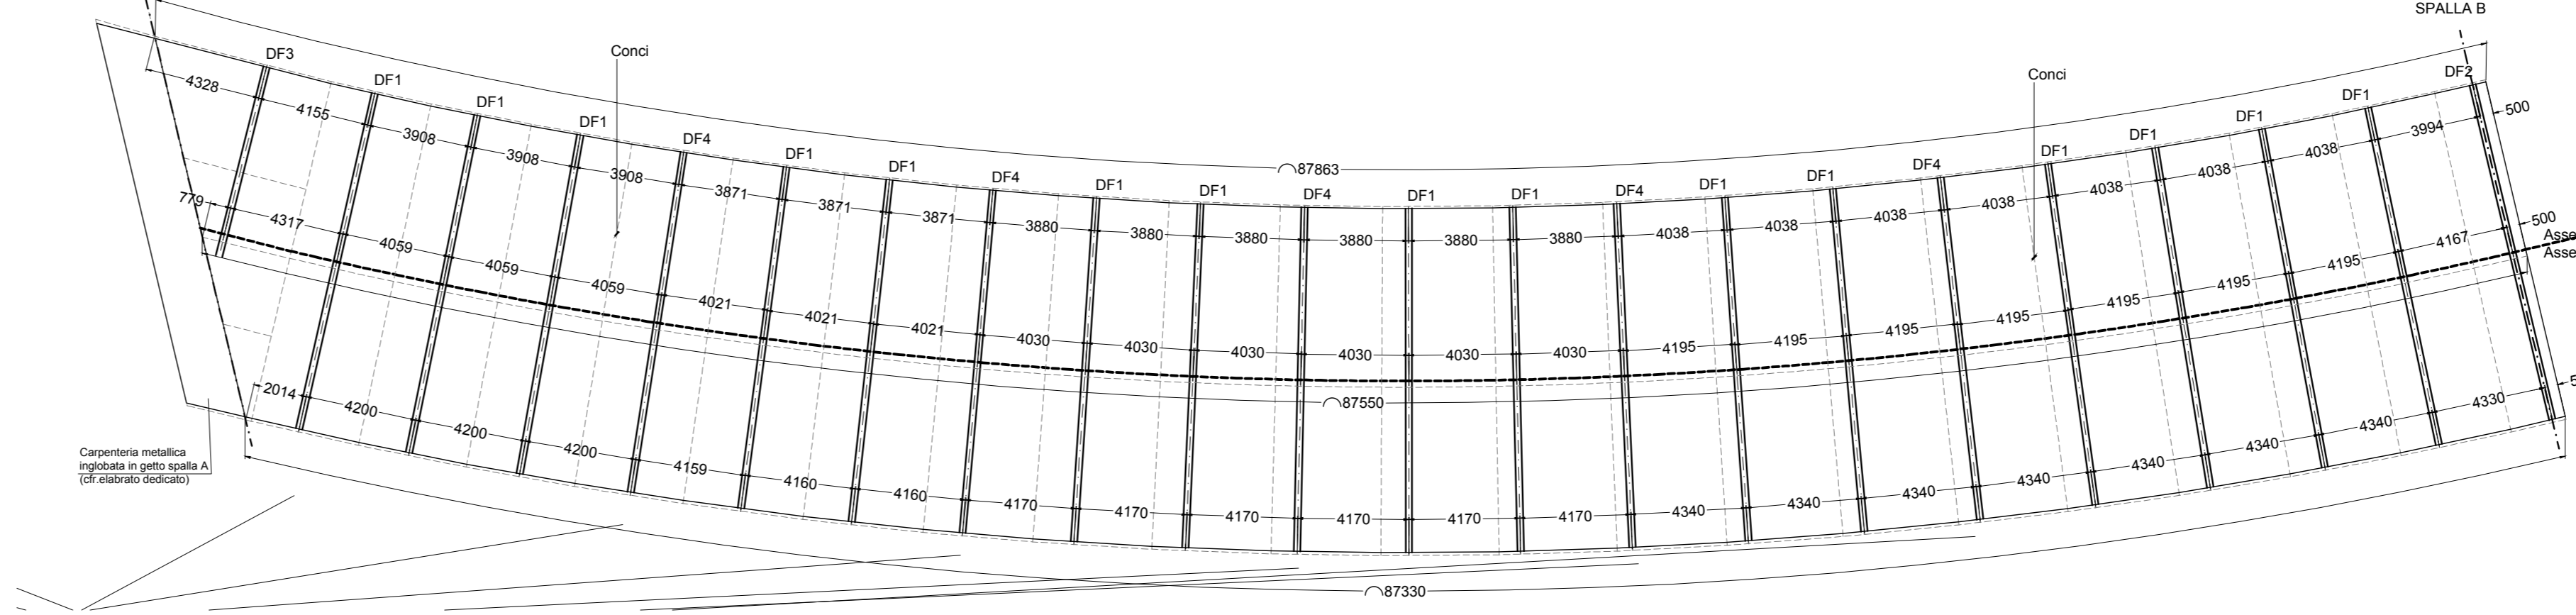 SPALLA B
Conci
Conci
DF3
DF1
DF1
DF1
DF4
DF1
DF1
DF4
DF1
DF1
DF4
DF1
DF1
DF4
DF1
DF1
DF4
DF1
DF1
DF1
DF1
DF2
87863
4328
4155
3908
3908
3908
3871
3871
3871
3880
3880
3880
3880
3880
3880
4038
4038
4038
4038
4038
4038
4038
3994
500
779
4317
4059
4059
4059
4021
4021
4021
4030
4030
4030
4030
4030
4030
4195
4195
4195
4195
4195
4195
4195
4167
500
Asse
Asse
87550
2014
4200
4200
4200
4159
4160
4160
4170
4170
4170
4170
4170
4170
4340
4340
4340
4340
4340
4340
4340
4330
5
87330
Carpenteria metallica
inglobata in getto spalla A
(cfr.elabrato dedicato)